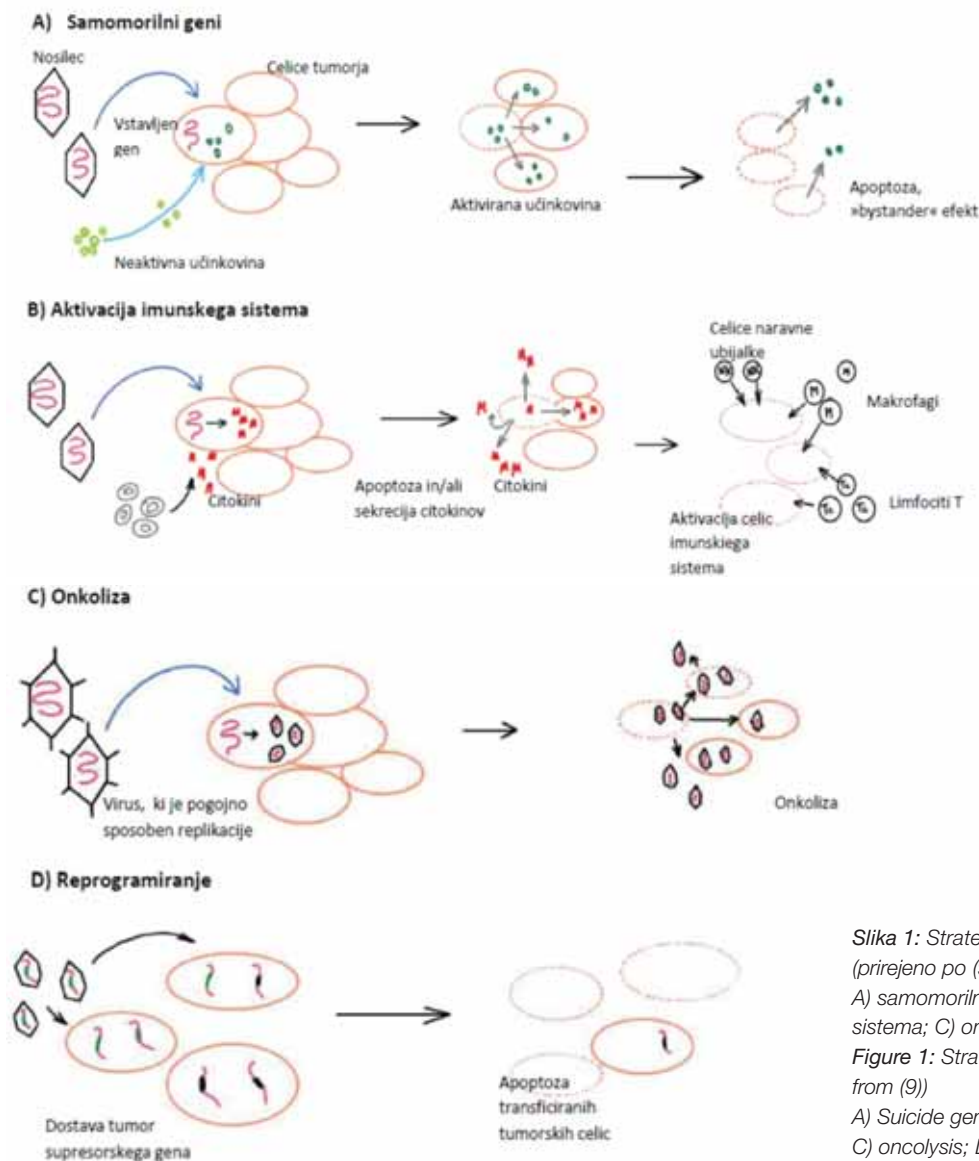 A) Samomorilni geni
Nosilec
Celice tumorja
Vstavljen
gen
Neaktivna učinkovina
Aktivirana učinkovina
Apoptoza,
»bystander« efekt
B) Aktivacija imunskega sistema
Citokini
Apoptoza in/ali
sekrecija citokinov
Citokini
Celice naravne
ubijalke
M
M
M
Makrofagi
Limfociti T
Aktivacija celic
imunskiega
sistema
C) Onkoliza
Virus, ki je pogojno
sposoben replikacije
Onkoliza
D) Reprogramiranje
Dostava tumor
supresorskega gena
Apoptoza
transficiranih
tumorskih celic
Slika 1: Strate
(prirejeno po (
A) samomoriln
sistema; C) on
Figure 1: Stra
from (9))
A) Suicide gen
C) oncolysis;